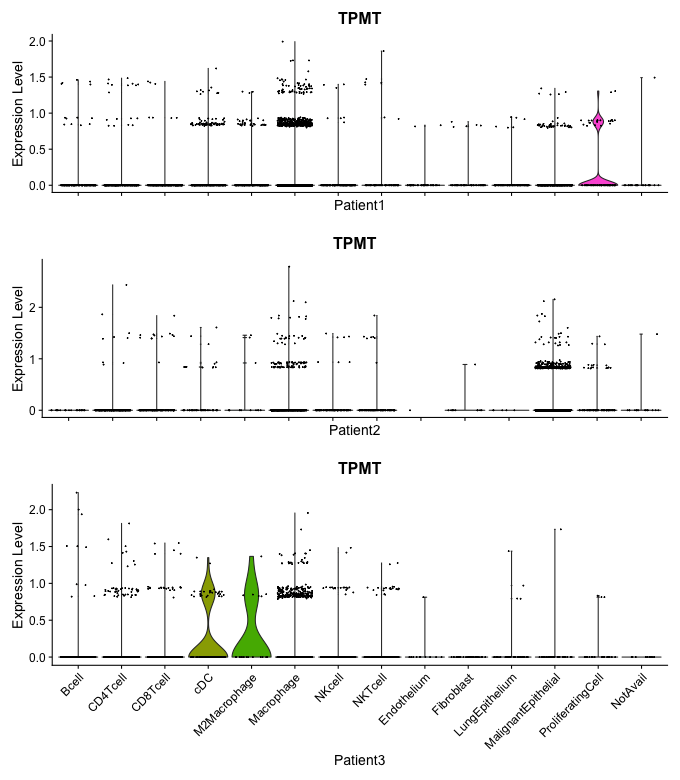 TPMT
Expression Level
2.0
1.5
1.0
0.5
0.0
Patient1
TPMT
Expression Level
2
1
0
Patient2
TPMT
Expression Level
2.0
1.5
1.0
0.5
0.0
Bcell
CD4Tcell
CD8Tcell
cDC
M2Macrophage
Macrophage
NKcell
NKTcell
Endothelium
Fibroblast
LungEpithelium
MalignantEpithelial
ProliferatingCell
NotAvail
Patient3